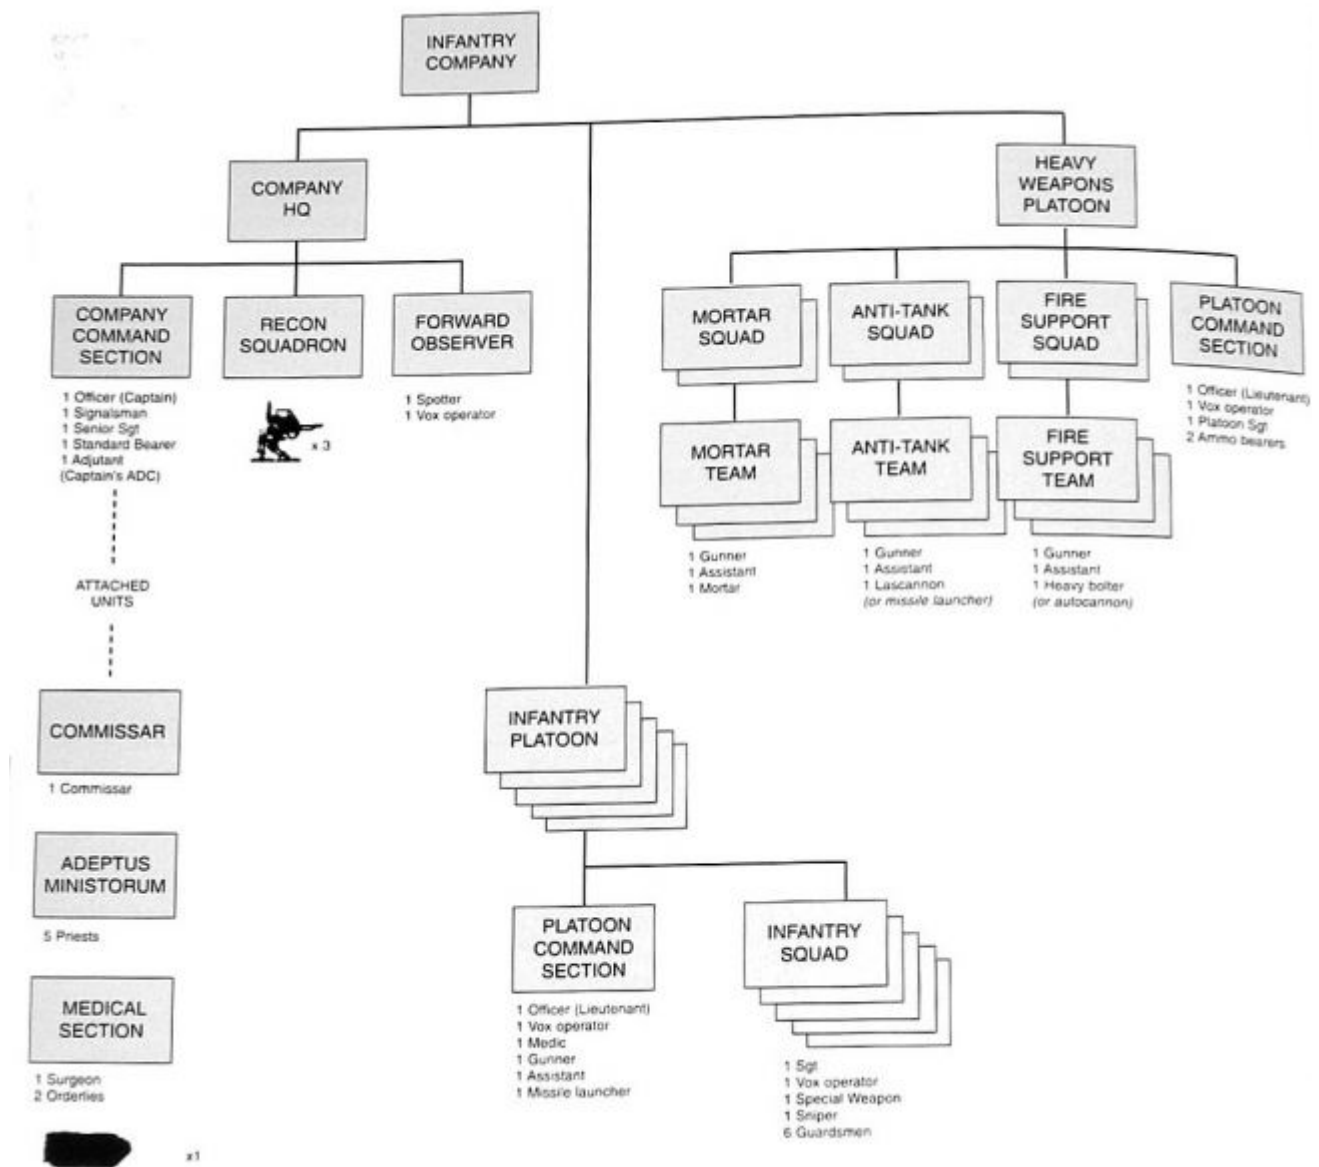 INFANTRY
COMPANY
COMPANY
HQ
HEAVY
WEAPONS
PLATOON
COMPANY
COMMAND
SECTION
1 Officer (Captain)
1 Signalsman
1 Senior Sgt
1 Standard Bearer
1 Adjutant
(Captain's ADC)
RECON
SQUADRON
x 3
FORWARD
OBSERVER
1 Spotter
1 Vox operator
MORTAR
SQUAD
ANTI-TANK
SQUAD
FIRE
SUPPORT
SQUAD
PLATOON
COMMAND
SECTION
1 Officer (Lieutenant)
1 Vox operator
1 Platoon Sgt
2 Ammo bearers
MORTAR
TEAM
1 Gunner
1 Assistant
1 Mortar
ANTI-TANK
TEAM
1 Gunner
1 Assistant
1 Lascannon
(or missile launcher)
FIRE
SUPPORT
TEAM
1 Gunner
1 Assistant
1 Heavy bolter
(or autocannon)
ATTACHED
UNITS
COMMISSAR
1 Commissar
ADEPTUS
MINISTORUM
5 Priests
MEDICAL
SECTION
1 Surgeon
2 Orderlies
x1
INFANTRY
PLATOON
PLATOON
COMMAND
SECTION
1 Officer (Lieutenant)
1 Vox operator
1 Medic
1 Gunner
1 Assistant
1 Missile launcher
INFANTRY
SQUAD
1 Sgt
1 Vox operator
1 Special Weapon
1 Sniper
6 Guardsmen